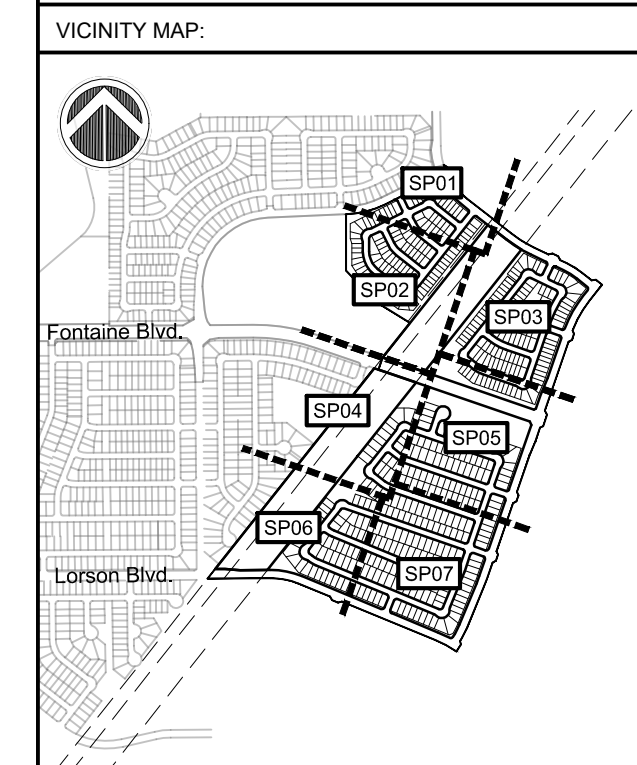 VICINITY MAP:
SP01
SP02
SP03
Fontaine Blvd.
SP04
SP05
SP06
SP07
Lorson Blvd.